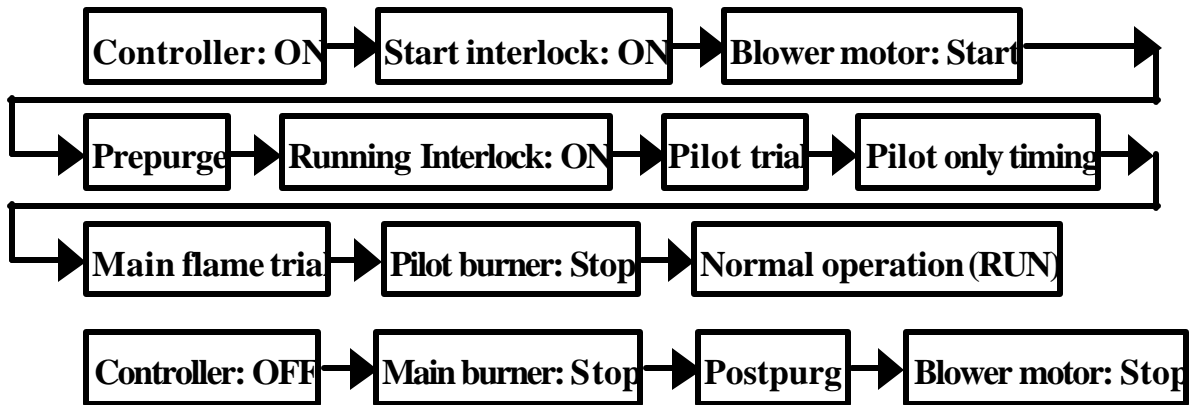 Controller: ON Start interlock: ON Blower motor: Start
Prepurge Running Interlock: ON Pilot trial Pilot only timing
Main flame trial Pilot burner: Stop Normal operation (RUN)
Controller: OFF Main burner: Stop Postpurg Blower motor: Stop